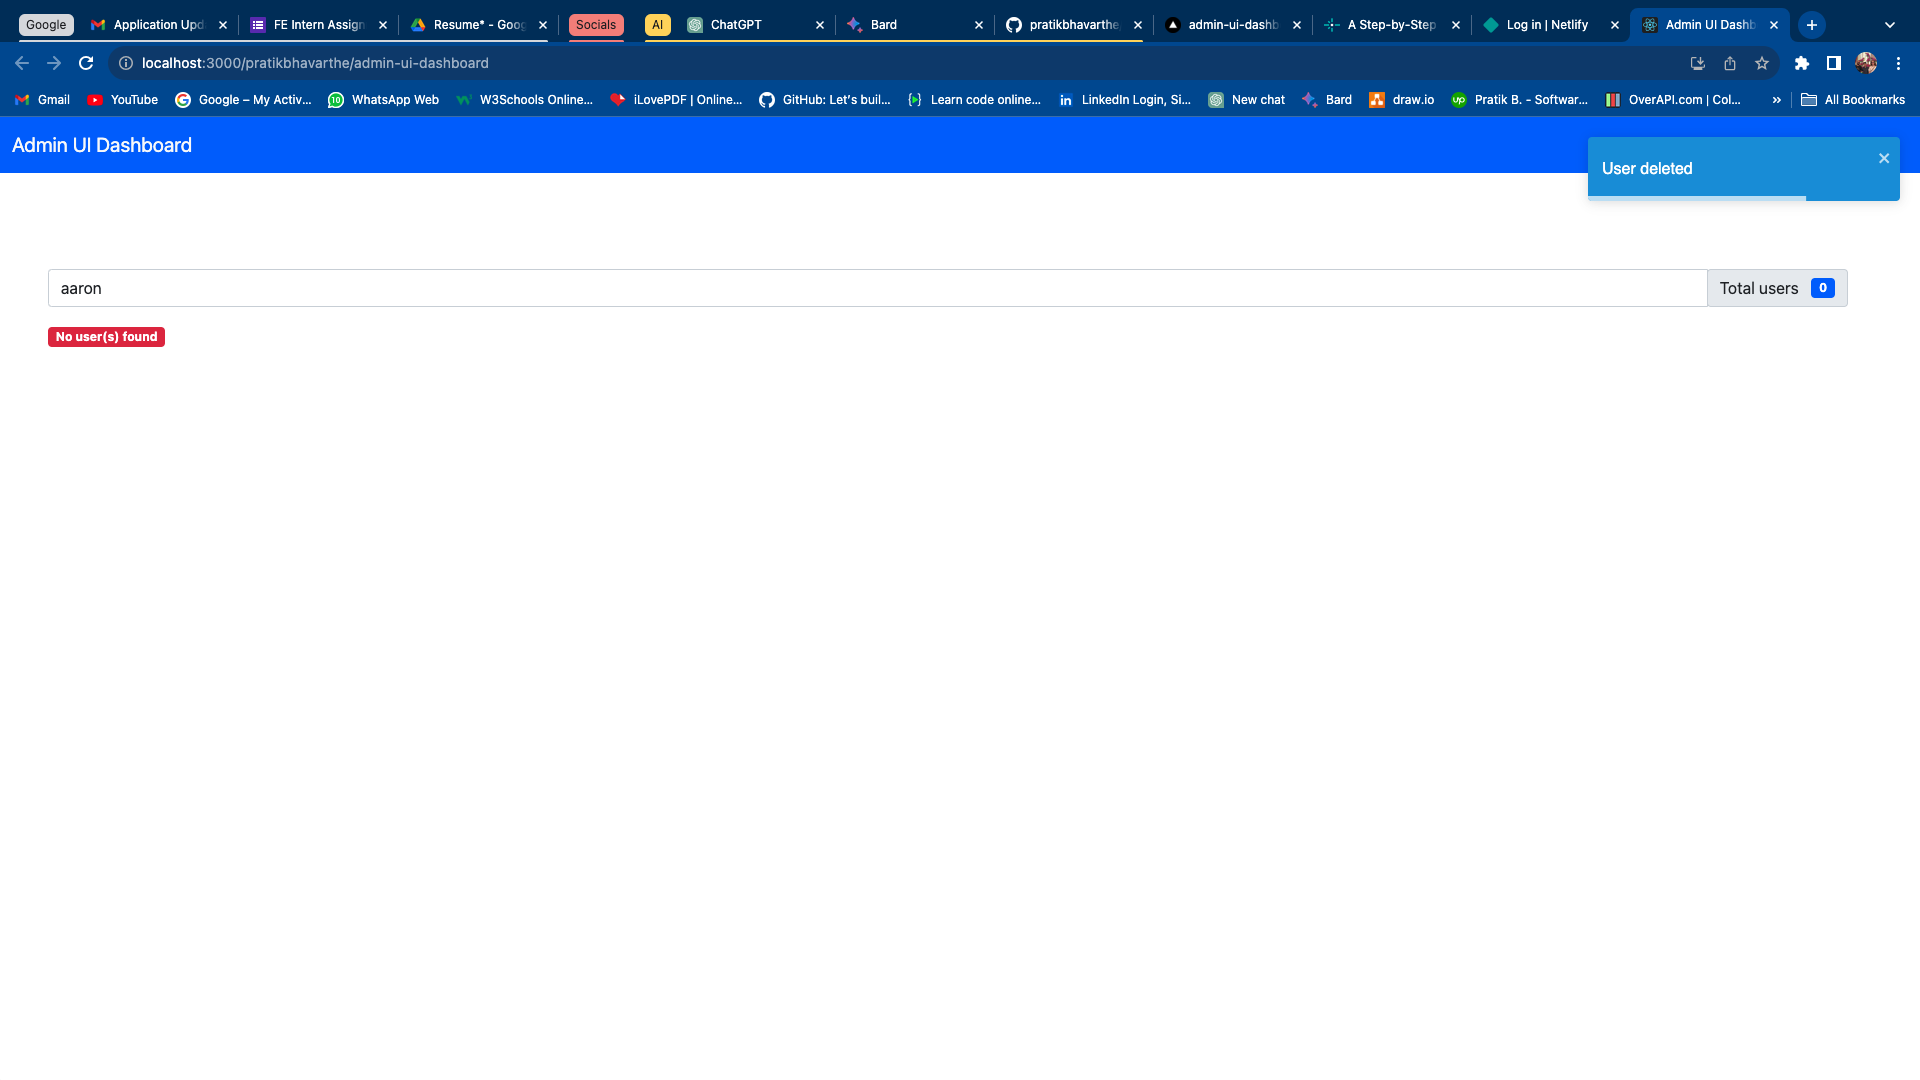 Google
Application Upd
FE Intern Assign
Resume* - Goog
Socials
AI
ChatGPT
Bard
pratikbhavarthe
admin-ui-dashb
A Step-by-Step
Log in | Netlify
Admin UI Dashb
localhost:3000/pratikbhavarthe/admin-ui-dashboard
Gmail
YouTube
Google – My Activ...
10
WhatsApp Web
W3Schools Online...
iLovePDF | Online...
GitHub: Let's buil...
Learn code online...
in
LinkedIn Login, Si...
New chat
Bard
draw.io
up
Pratik B. - Softwar...
OverAPI.com | Col...
»
All Bookmarks
Admin UI Dashboard
User deleted
aaron
Total users 0
No user(s) found